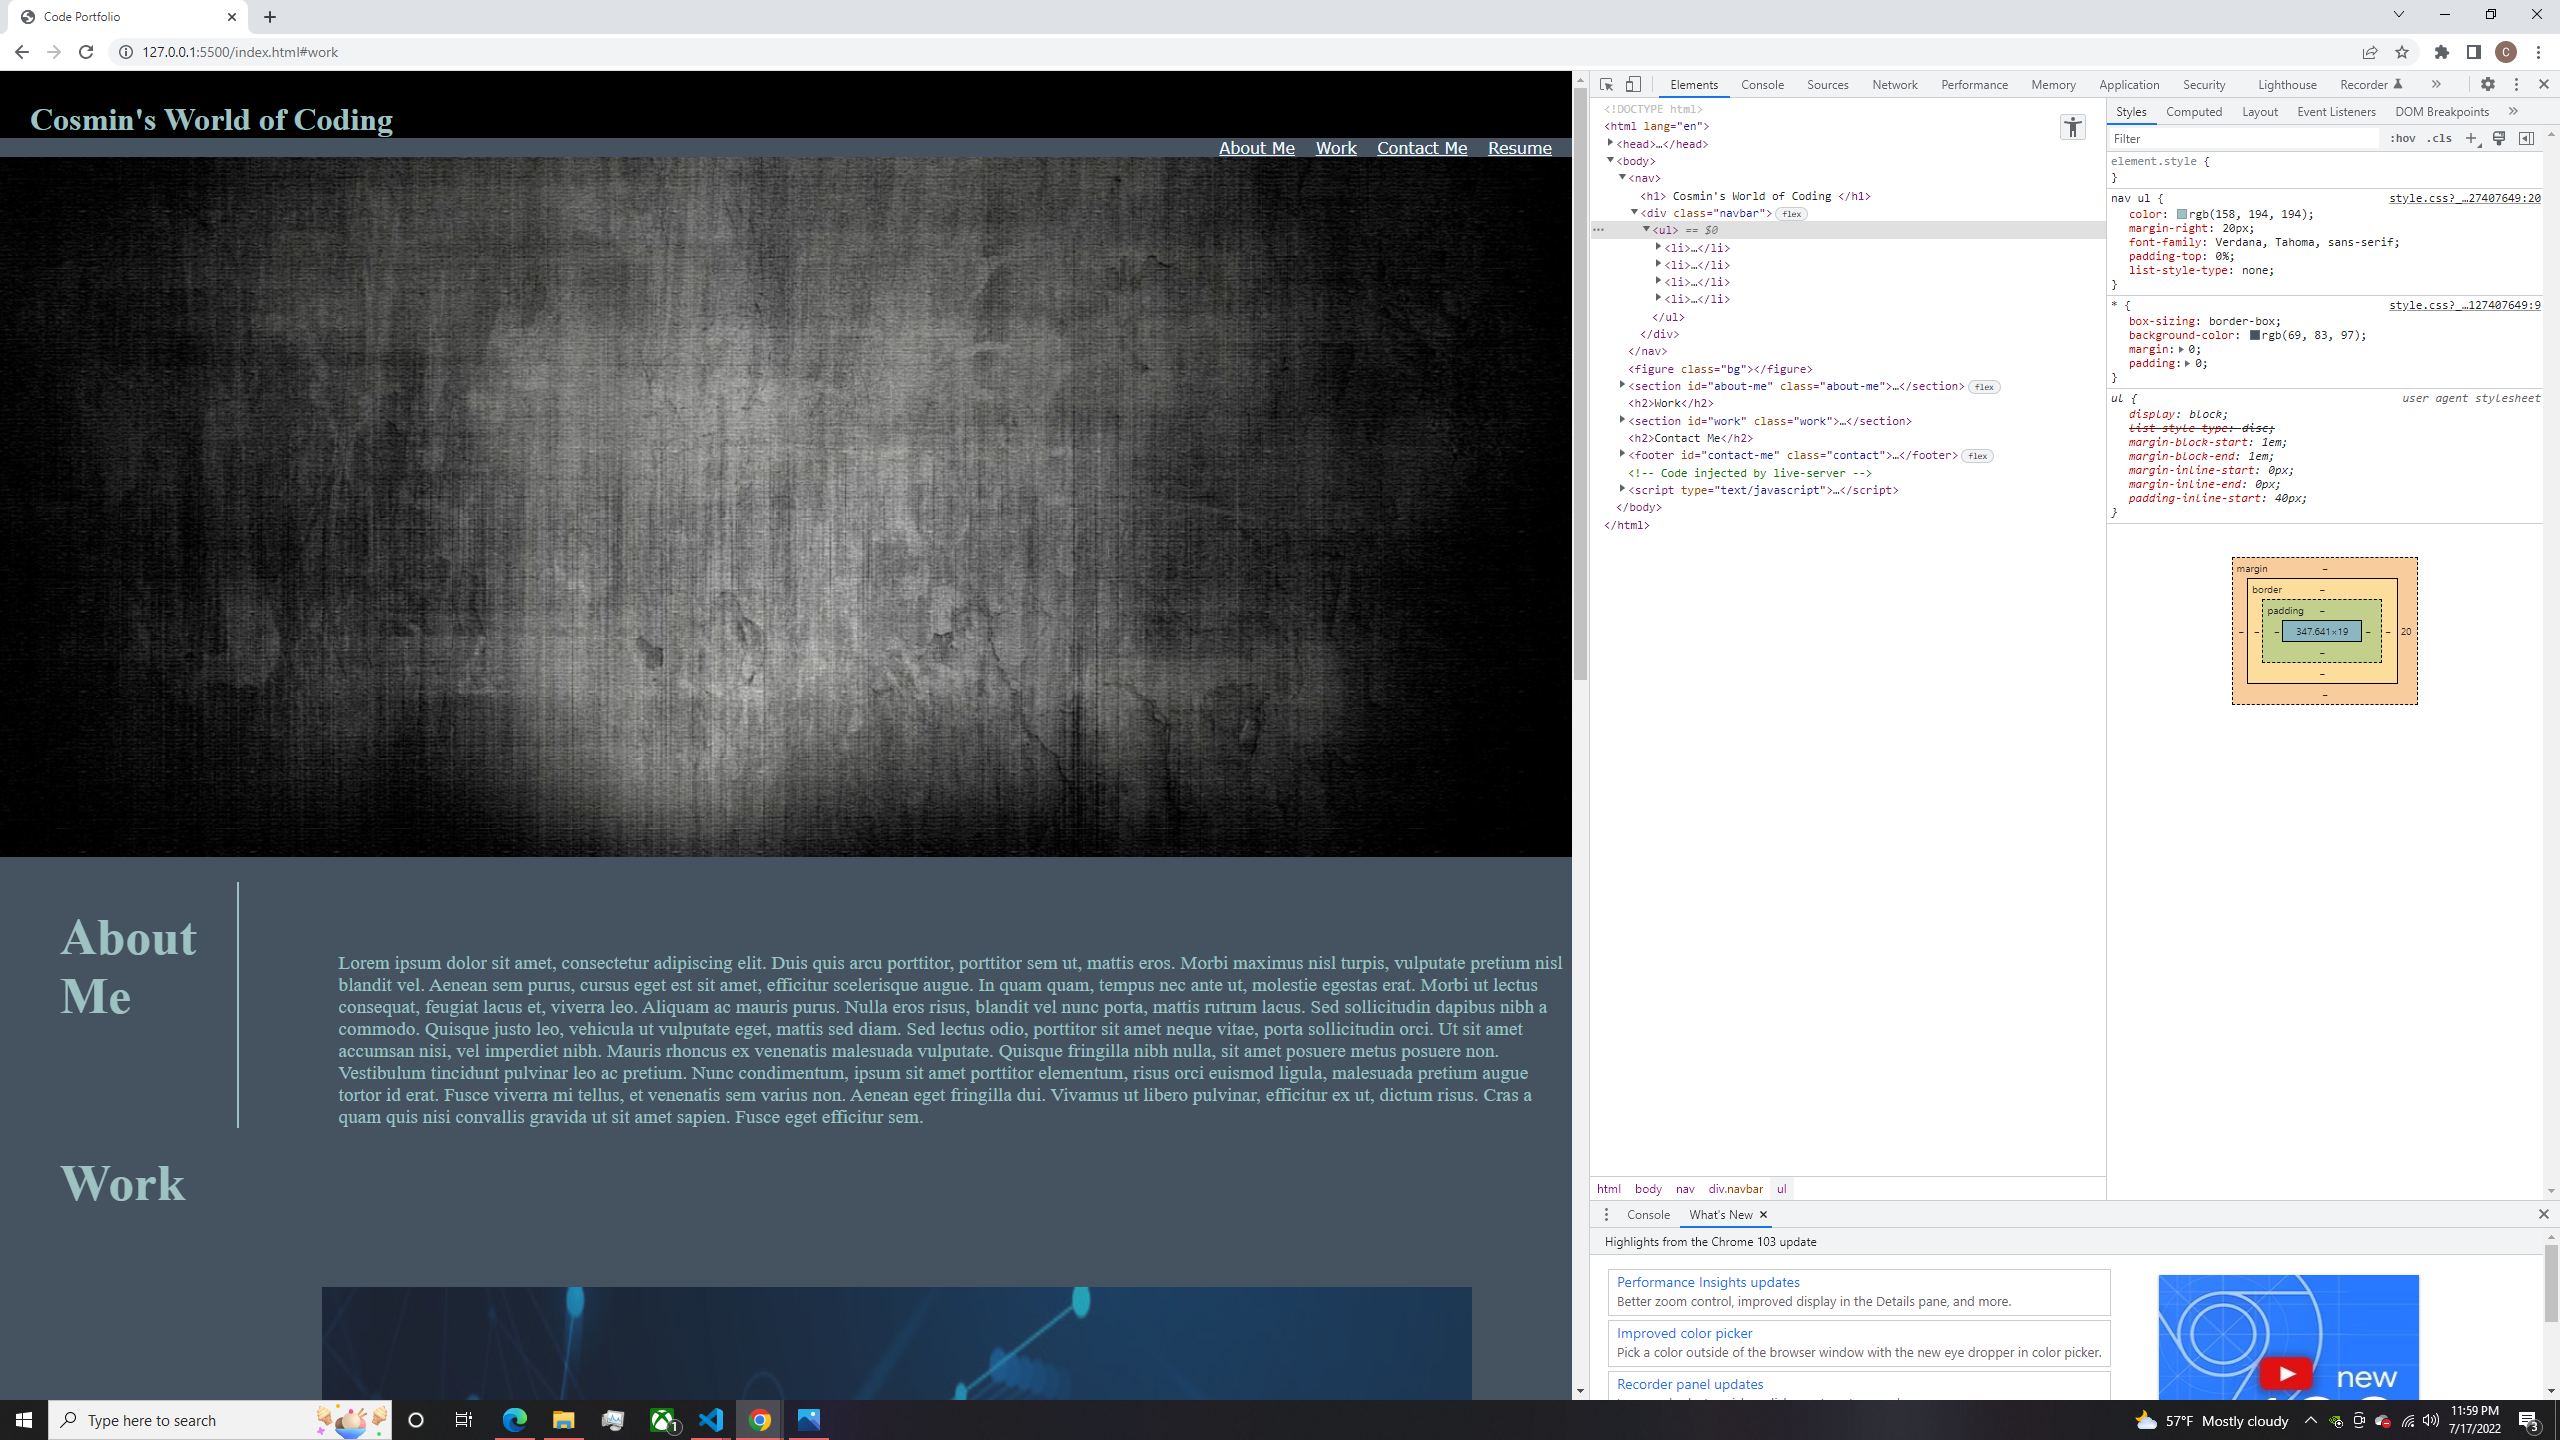 Code Portfolio
127.0.0.1:5500/index.html#work
C
Cosmin's World of Coding
About Me Work Contact Me Resume
About
Me
Lorem ipsum dolor sit amet, consectetur adipiscing elit. Duis quis arcu porttitor, porttitor sem ut, mattis eros. Morbi maximus nisl turpis, vulputate pretium nisl
blandit vel. Aenean sem purus, cursus eget est sit amet, efficitur scelerisque augue. In quam quam, tempus nec ante ut, molestie egestas erat. Morbi ut lectus
consequat, feugiat lacus et, viverra leo. Aliquam ac mauris purus. Nulla eros risus, blandit vel nunc porta, mattis rutrum lacus. Sed sollicitudin dapibus nibh a
commodo. Quisque justo leo, vehicula ut vulputate eget, mattis sed diam. Sed lectus odio, porttitor sit amet neque vitae, porta sollicitudin orci. Ut sit amet
accumsan nisi, vel imperdiet nibh. Mauris rhoncus ex venenatis malesuada vulputate. Quisque fringilla nibh nulla, sit amet posuere metus posuere non.
Vestibulum tincidunt pulvinar leo ac pretium. Nunc condimentum, ipsum sit amet porttitor elementum, risus orci euismod ligula, malesuada pretium augue
tortor id erat. Fusce viverra mi tellus, et venenatis sem varius non. Aenean eget fringilla dui. Vivamus ut libero pulvinar, efficitur ex ut, dictum risus. Cras a
quam quis nisi convallis gravida ut sit amet sapien. Fusce eget efficitur sem.
Work
Elements Console Sources Network Performance Memory Application Security Lighthouse Recorder
<!DOCTYPE html>
<html lang="en">
<head>…</head>
<body>
<nav>
<h1> Cosmin's World of Coding </h1>
<div class="navbar"> flex
<ul> == $0
<li>…</li>
<li>…</li>
<li>…</li>
<li>…</li>
</ul>
</div>
</nav>
<figure class="bg"></figure>
<section id="about-me" class="about-me">…</section> flex
<h2>Work</h2>
<section id="work" class="work">…</section>
<h2>Contact Me</h2>
<footer id="contact-me" class="contact">…</footer> flex
<!-- Code injected by live-server -->
<script type="text/javascript">…</script>
</body>
</html>
html body nav div.navbar ul
Styles Computed Layout Event Listeners DOM Breakpoints
Filter :hov .cls
element.style {
}
nav ul { style.css?_…27407649:20
color: rgb(158, 194, 194);
margin-right: 20px;
font-family: Verdana, Tahoma, sans-serif;
padding-top: 0%;
list-style-type: none;
}
* { style.css?_…127407649:9
box-sizing: border-box;
background-color: rgb(69, 83, 97);
margin: 0;
padding: 0;
}
ul { user agent stylesheet
display: block;
list-style-type: disc;
margin-block-start: 1em;
margin-block-end: 1em;
margin-inline-start: 0px;
margin-inline-end: 0px;
padding-inline-start: 40px;
}
margin -
border -
padding -
- - - 347.641×19 - - 20
-
-
-
Console What's New
Highlights from the Chrome 103 update
Performance Insights updates
Better zoom control, improved display in the Details pane, and more.
Improved color picker
Pick a color outside of the browser window with the new eye dropper in color picker.
Recorder panel updates
new
Type here to search
1
57°F Mostly cloudy
11:59 PM
7/17/2022
3